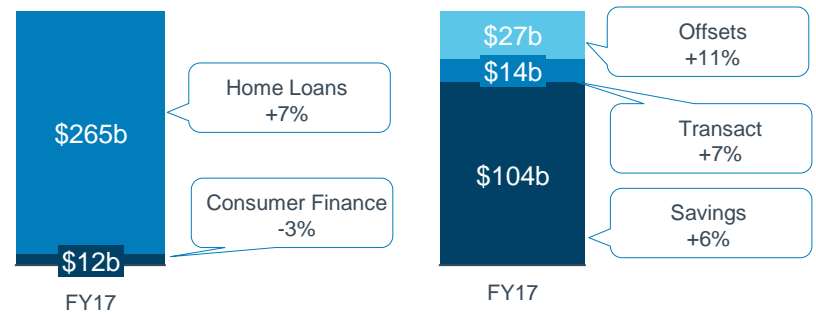 $265b
Home Loans
+7%
Consumer Finance
-3%
$12b
FY17
$27b
Offsets
+11%
$14b
Transact
+7%
$104b
Savings
+6%
FY17